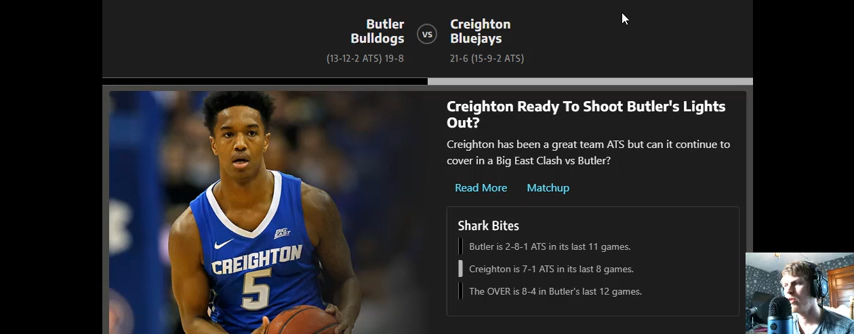 Butler
Bulldogs
vs
Creighton
Bluejays
(13-12-2 ATS) 19-8
21-6 (15-9-2 ATS)
BIG EAST
CREIGHTON
5
Creighton Ready To Shoot Butler's Lights
Out?
Creighton has been a great team ATS but can it continue to
cover in a Big East Clash vs Butler?
Read More Matchup
Shark Bites
Butler is 2-8-1 ATS in its last 11 games.
Creighton is 7-1 ATS in its last 8 games.
The OVER is 8-4 in Butler's last 12 games.